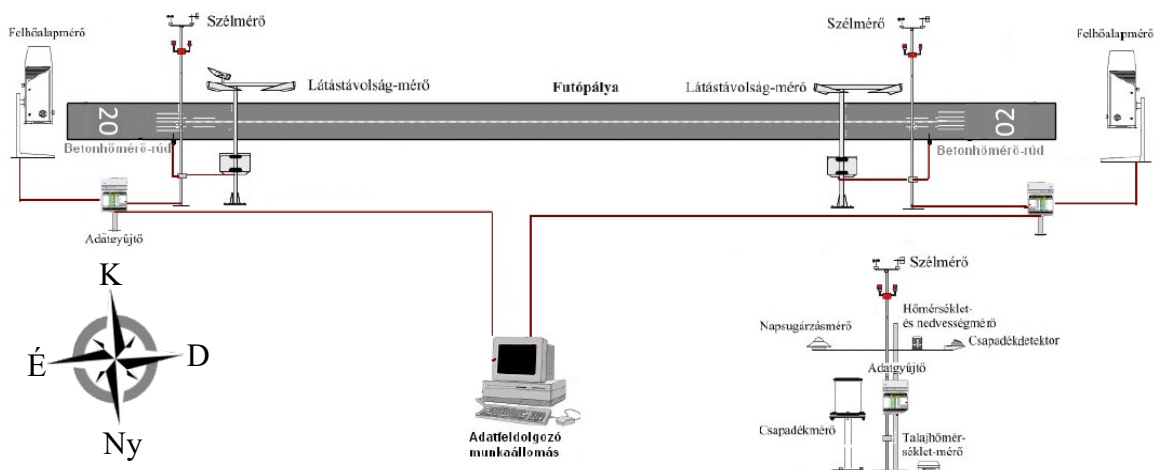 Szélmérő
Szélmérő
Felhőalapmérő
Felhőalapmérő
Látástávolság-mérő
Futópálya
Látástávolság-mérő
20
02
Betonhőmérő-rúd
Betonhőmérő-rúd
Adatgyűjtő
K
É
D
Ny
Adatfeldolgozó
munkaállomás
Szélmérő
Hőmérséklet-
és nedvességmérő
Napsugárzásmérő
Csapadékdetektor
Adatgyűjtő
Csapadékmérő
Talajhőmér-
séklet-mérő